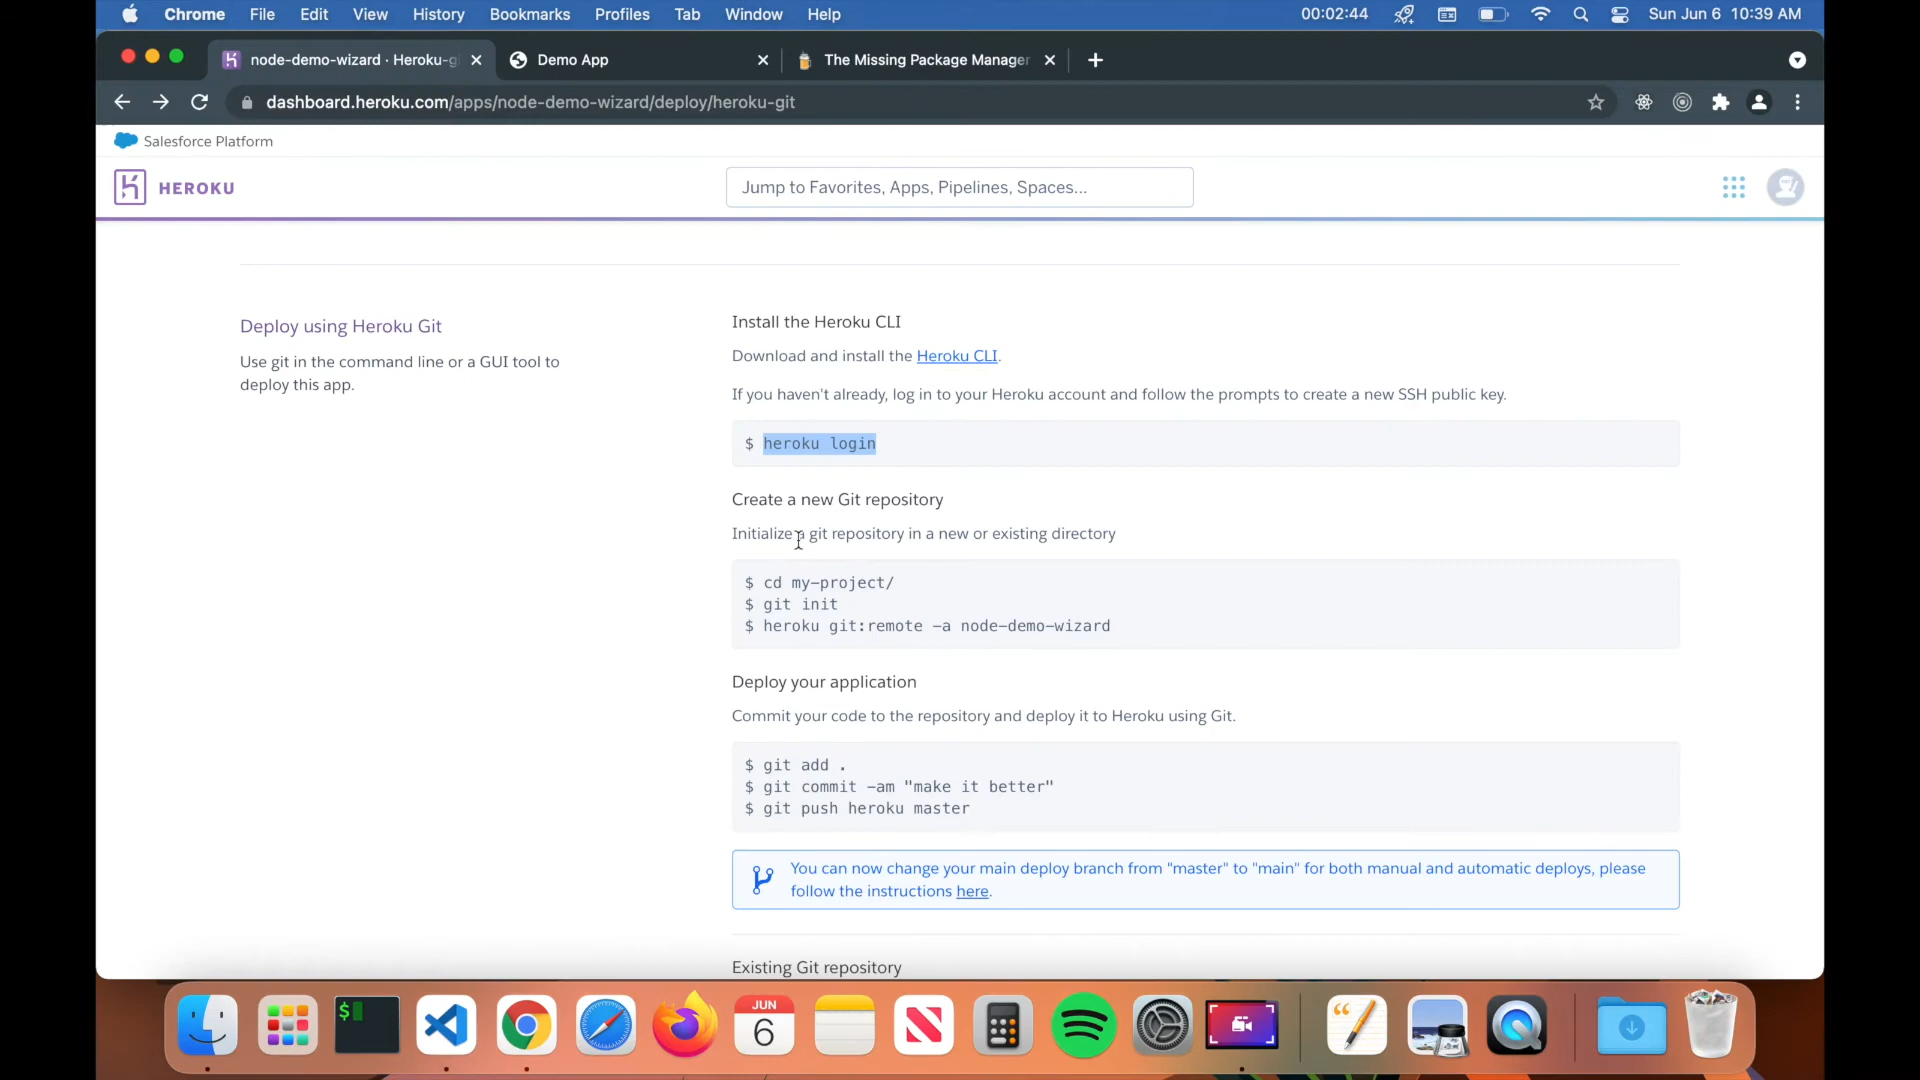 Chrome File Edit View History Bookmarks Profiles Tab Window Help 00:02:44 Sun Jun 6 10:39 AM
node-demo-wizard · Heroku-gi Demo App The Missing Package Manager
dashboard.heroku.com/apps/node-demo-wizard/deploy/heroku-git
Salesforce Platform
HEROKU Jump to Favorites, Apps, Pipelines, Spaces...
Deploy using Heroku Git
Use git in the command line or a GUI tool to
deploy this app.
Install the Heroku CLI
Download and install the Heroku CLI.
If you haven't already, log in to your Heroku account and follow the prompts to create a new SSH public key.
$ heroku login
Create a new Git repository
Initialize a git repository in a new or existing directory
$ cd my-project/
$ git init
$ heroku git:remote -a node-demo-wizard
Deploy your application
Commit your code to the repository and deploy it to Heroku using Git.
$ git add .
$ git commit -am "make it better"
$ git push heroku master
You can now change your main deploy branch from "master" to "main" for both manual and automatic deploys, please
follow the instructions here.
Existing Git repository
$
JUN
6